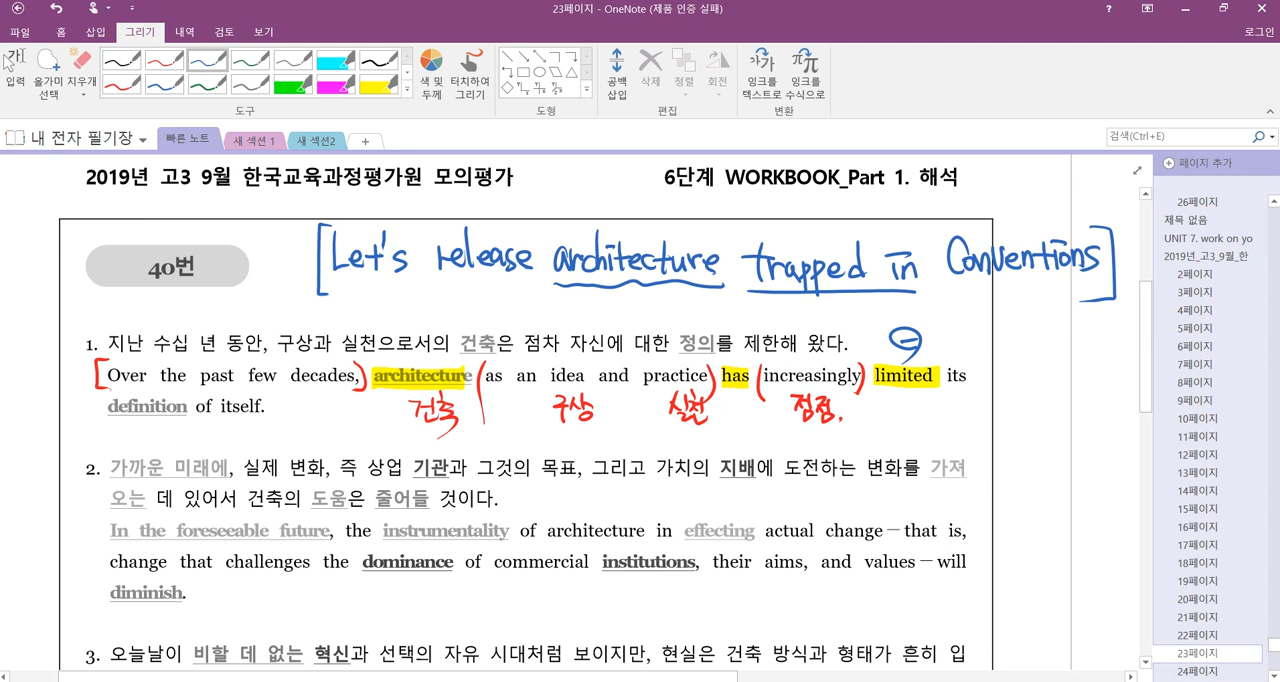 23페이지 - OneNote (제품 인증 실패)
파일 홈 삽입 그리기 내역 검토 보기 로그인
입력 올가미 선택 지우개 색 및 두께 터치하여 그리기 공백 삽입 삭제 정렬 회전 잉크를 텍스트로 잉크를 수식으로 변환
도구 도형 편집 변환
내 전자 필기장 빠른 노트 새 섹션 1 새 섹션2 검색(Ctrl+E)
페이지 추가
2019년 고3 9월 한국교육과정평가원 모의평가 6단계 WORKBOOK_Part 1. 해석
40번
[Let's release architecture trapped in Conventions]
1. 지난 수십 년 동안, 구상과 실천으로서의 건축은 점차 자신에 대한 정의를 제한해 왔다.
[Over the past few decades,) architecture (as an idea and practice) has (increasingly) limited its
건축 구상 실천 점점.
definition of itself.
2. 가까운 미래에, 실제 변화, 즉 상업 기관과 그것의 목표, 그리고 가치의 지배에 도전하는 변화를 가져
오는 데 있어서 건축의 도움은 줄어들 것이다.
In the foreseeable future, the instrumentality of architecture in effecting actual change—that is,
change that challenges the dominance of commercial institutions, their aims, and values—will
diminish.
3. 오늘날이 비할 데 없는 혁신과 선택의 자유 시대처럼 보이지만, 현실은 건축 방식과 형태가 흔히 입
26페이지
제목 없음
UNIT 7. work on yo
2019년_고3_9월_한
2페이지
3페이지
4페이지
5페이지
6페이지
7페이지
8페이지
9페이지
10페이지
11페이지
12페이지
13페이지
14페이지
15페이지
16페이지
17페이지
18페이지
19페이지
20페이지
21페이지
22페이지
23페이지
24페이지